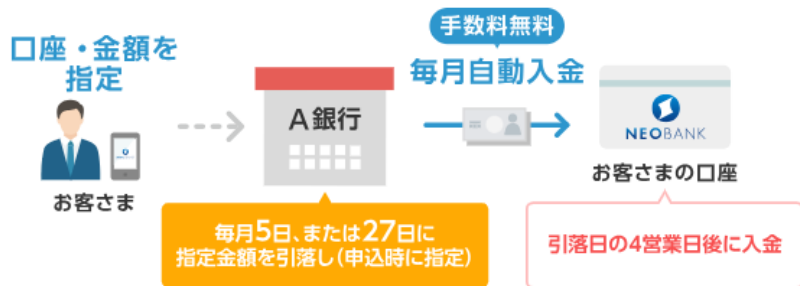 口座・金額を
指定
お客さま
A銀行
手数料無料
毎月自動入金
NEOBANK
お客さまの口座
毎月5日、または27日に
指定金額を引落し(申込時に指定)
引落日の4営業日後に入金